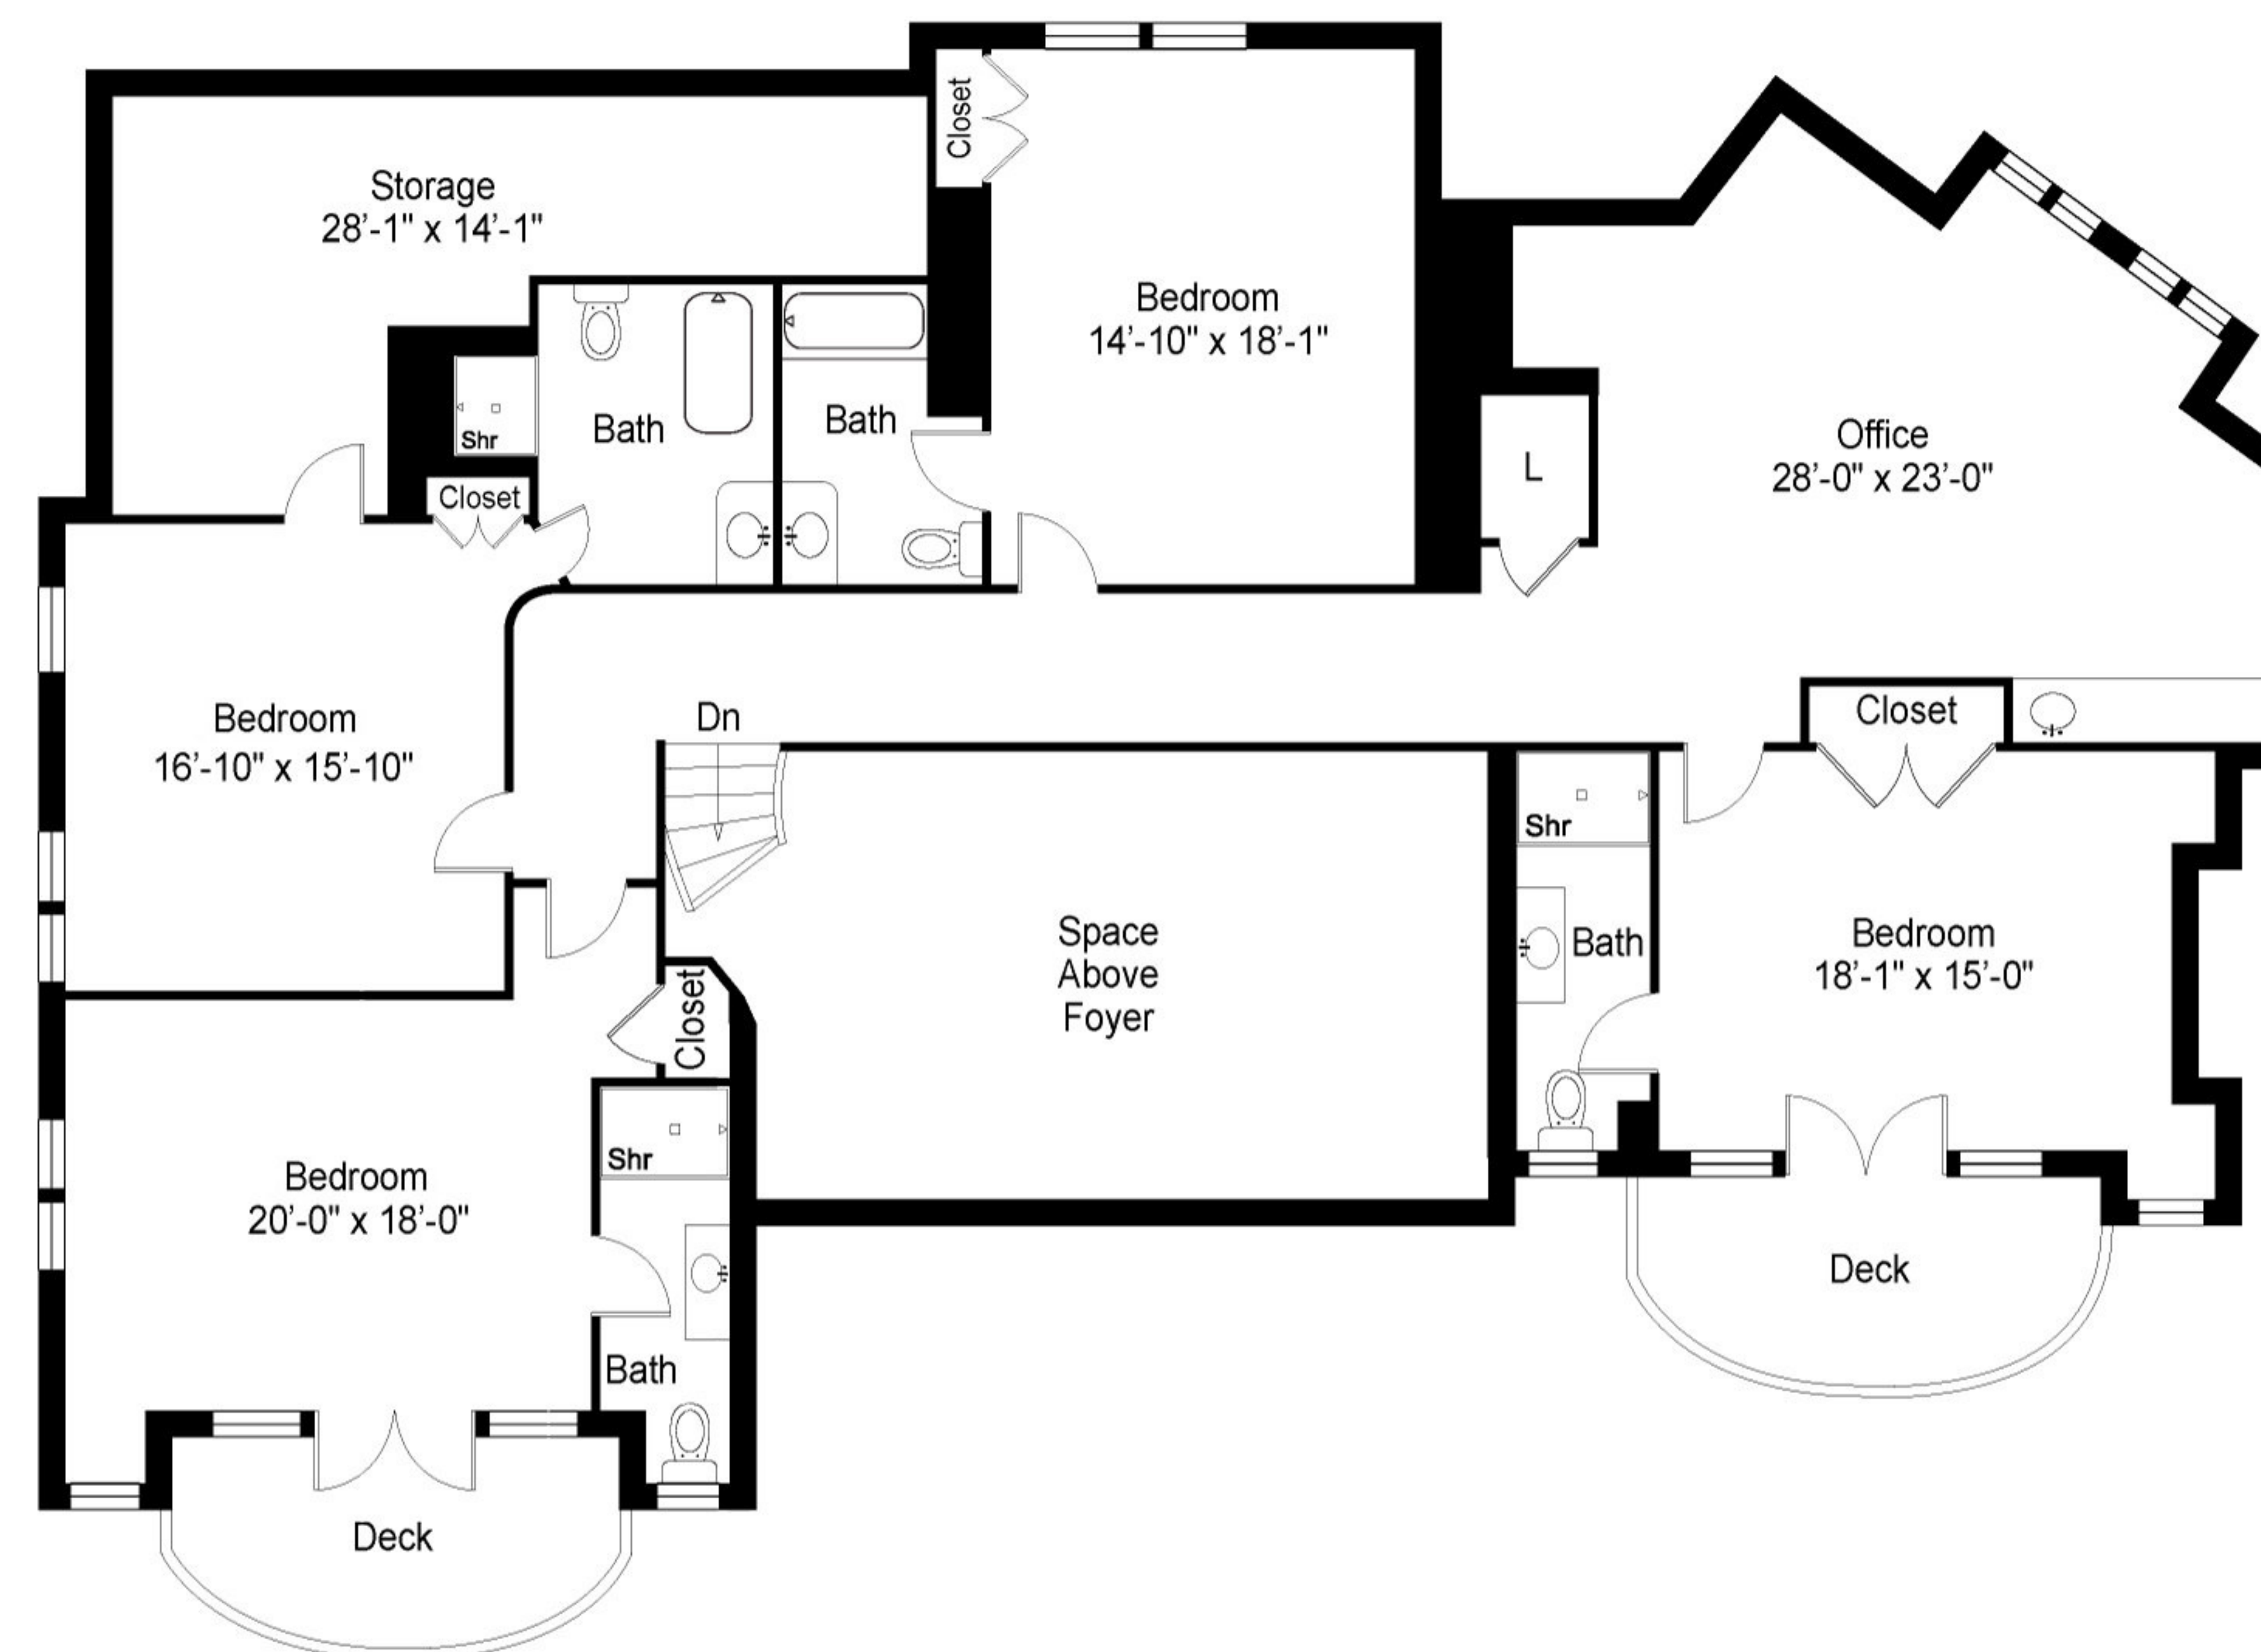 Closet
Storage
28'-1" x 14'-1"
Bedroom
14'-10" x 18'-1"
Shr
Bath
Bath
Closet
L
Office
28'-0" x 23'-0"
Bedroom
16'-10" x 15'-10"
Dn
Closet
Shr
Space
Above
Foyer
Bath
Bedroom
18'-1" x 15'-0"
Closet
Shr
Bedroom
20'-0" x 18'-0"
Bath
Deck
Deck